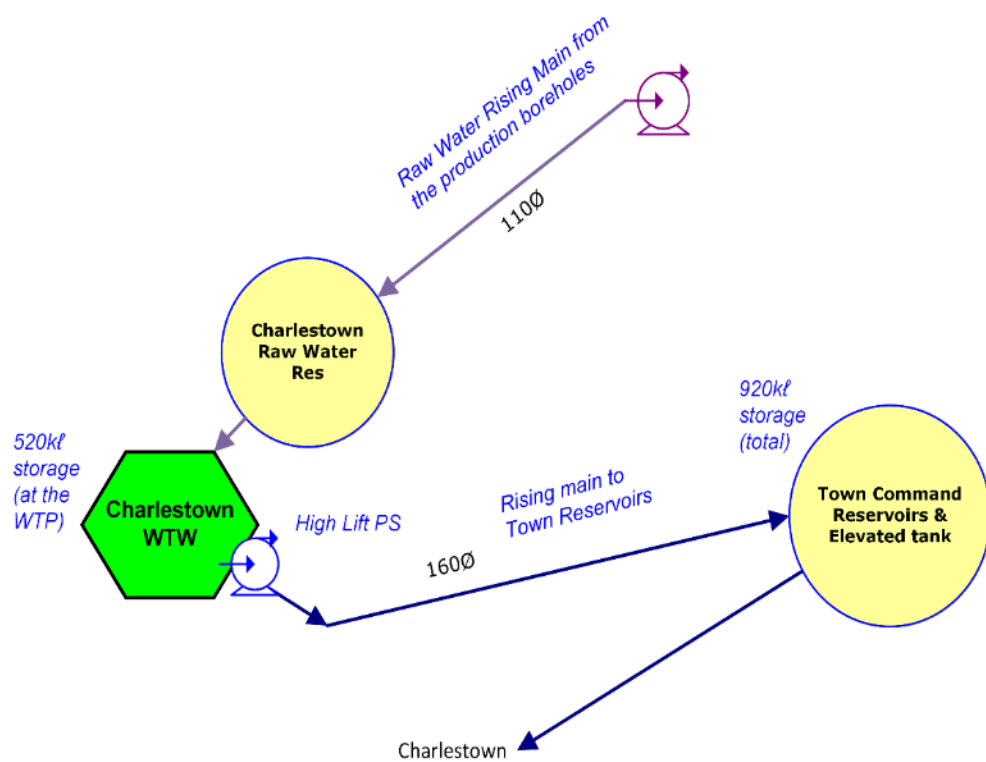 Raw Water Rising Main from
the production boreholes
110Ø
Charlestown
Raw Water
Res
520kℓ
storage
(at the
WTP)
Charlestown
WTW
High Lift PS
160Ø
Rising main to
Town Reservoirs
920kℓ
storage
(total)
Town Command
Reservoirs &
Elevated tank
Charlestown